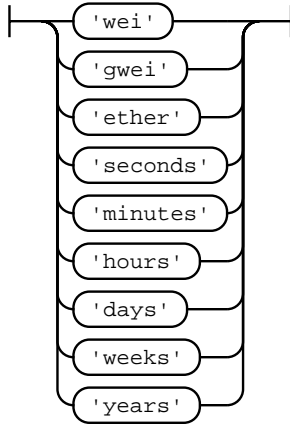 'wei'
'gwei'
'ether'
'seconds'
'minutes'
'hours'
'days'
'weeks'
'years'